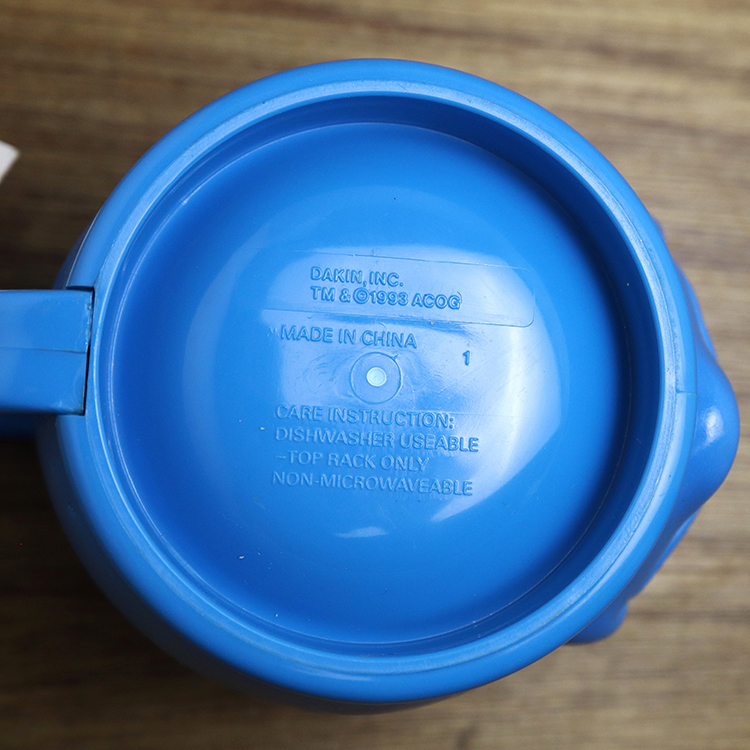 DAKIN, INC.
TM & ©1993 ACOG
MADE IN CHINA
1
CARE INSTRUCTION:
DISHWASHER USEABLE
-TOP RACK ONLY
NON-MICROWAVEABLE